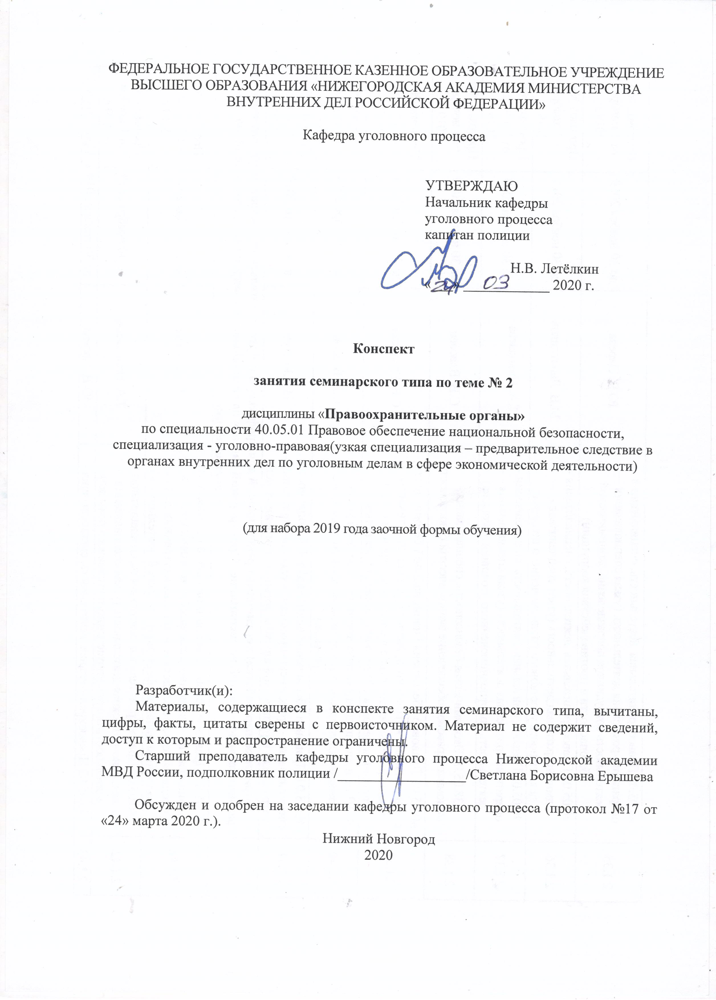 ФЕДЕРАЛЬНОЕ ГОСУДАРСТВЕННОЕ КАЗЕННОЕ ОБРАЗОВАТЕЛЬНОЕ УЧРЕЖДЕНИЕ
ВЫСШЕГО ОБРАЗОВАНИЯ «НИЖЕГОРОДСКАЯ АКАДЕМИЯ МИНИСТЕРСТВА
ВНУТРЕННИХ ДЕЛ РОССИЙСКОЙ ФЕДЕРАЦИИ»
Кафедра уголовного процесса
УТВЕРЖДАЮ
Начальник кафедры
уголовного процесса
капитан полиции
Н.В. Летёлкин
«24» 03 2020 г.
Конспект
занятия семинарского типа по теме № 2
дисциплины «Правоохранительные органы»
по специальности 40.05.01 Правовое обеспечение национальной безопасности,
специализация - уголовно-правовая(узкая специализация – предварительное следствие в
органах внутренних дел по уголовным делам в сфере экономической деятельности)
(для набора 2019 года заочной формы обучения)
Разработчик(и):
Материалы, содержащиеся в конспекте занятия семинарского типа, вычитаны,
цифры, факты, цитаты сверены с первоисточником. Материал не содержит сведений,
доступ к которым и распространение ограничены.
Старший преподаватель кафедры уголовного процесса Нижегородской академии
МВД России, подполковник полиции /____________________/Светлана Борисовна Ерышева
Обсужден и одобрен на заседании кафедры уголовного процесса (протокол №17 от
«24» марта 2020 г.).
Нижний Новгород
2020